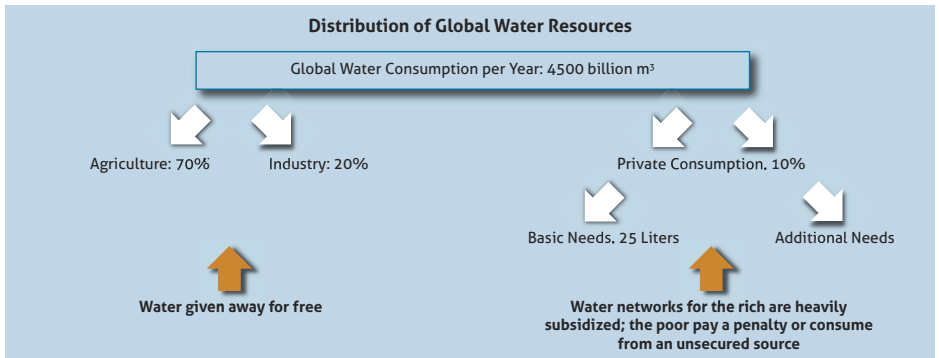 Distribution of Global Water Resources
Global Water Consumption per Year: 4500 billion m³
Agriculture: 70%
Industry: 20%
Private Consumption. 10%
Basic Needs. 25 Liters
Additional Needs
Water given away for free
Water networks for the rich are heavily
subsidized; the poor pay a penalty or consume
from an unsecured source